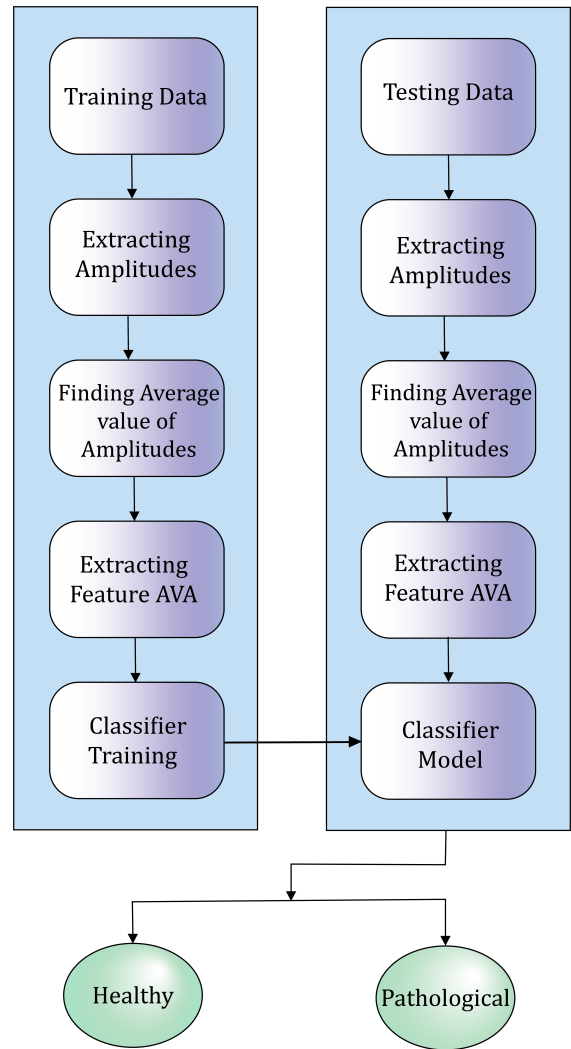 Training Data
Extracting
Amplitudes
Finding Average
value of
Amplitudes
Extracting
Feature AVA
Classifier
Training
Testing Data
Extracting
Amplitudes
Finding Average
value of
Amplitudes
Extracting
Feature AVA
Classifier
Model
Healthy
Pathological